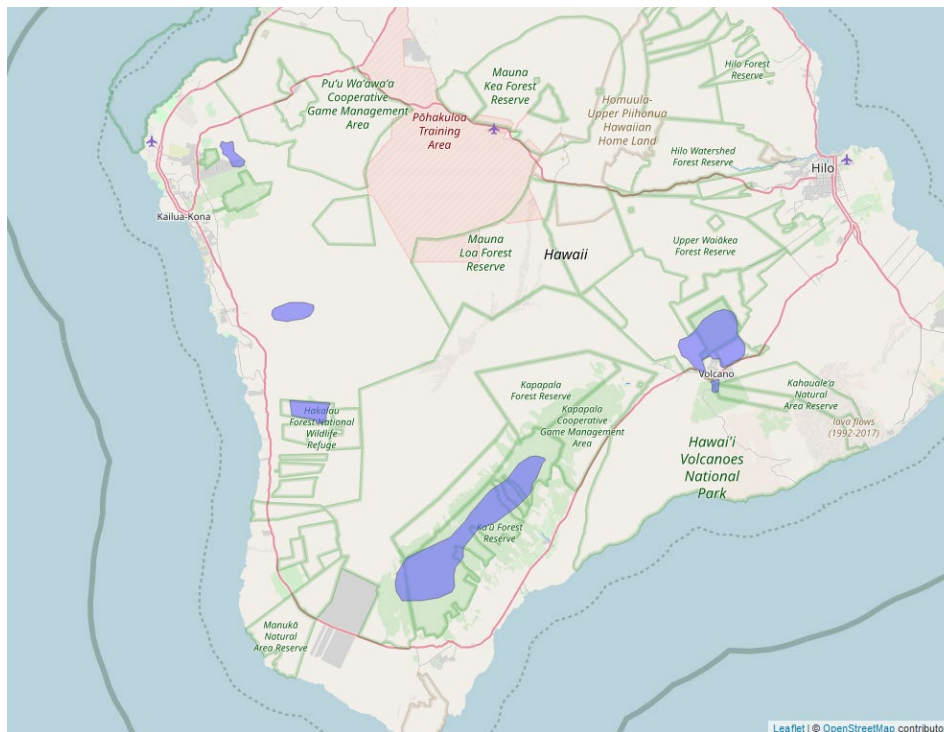 Pu'u Wa'awa'a
Cooperative
Game Management
Area
Mauna
Kea Forest
Reserve
Hilo Forest
Reserve
Pōhakuloa
Training
Area
Homuula-
Upper Piihonua
Hawaiian
Home Land
Hilo Watershed
Forest Reserve
Hilo
Kailua-Kona
Mauna
Loa Forest
Reserve
Hawaii
Upper Waiākea
Forest Reserve
Volcano
Kapapala
Forest Reserve
Kahauale'a
Natural
Area Reserve
Hakalau
Forest National
Wildlife
Refuge
Kapapala
Cooperative
Game Management
Area
lava flows
(1992-2017)
Hawai'i
Volcanoes
National
Park
Ka'ū Forest
Reserve
Manukā
Natural
Area Reserve
Leaflet | © OpenStreetMap contributo